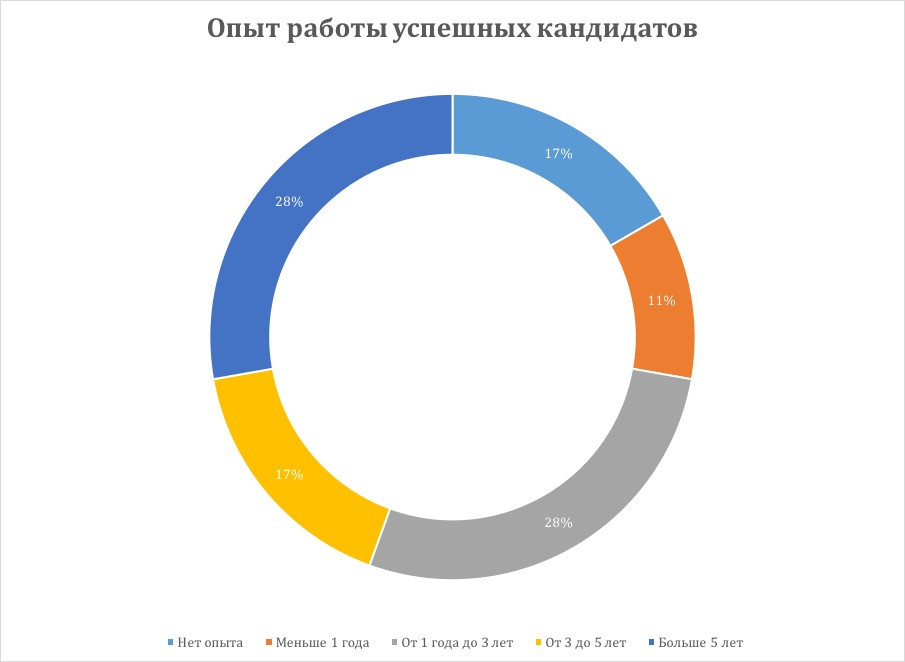 Опыт работы успешных кандидатов
17%
28%
11%
17%
28%
Нет опыта Меньше 1 года От 1 года до 3 лет От 3 до 5 лет Больше 5 лет